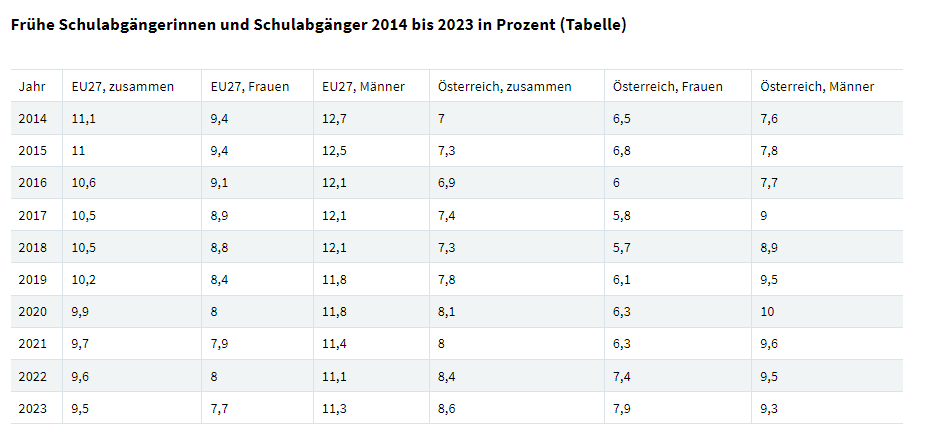 Frühe Schulabgängerinnen und Schulabgänger 2014 bis 2023 in Prozent (Tabelle)
Jahr EU27, zusammen EU27, Frauen EU27, Männer Österreich, zusammen Österreich, Frauen Österreich, Männer
2014 11,1 9,4 12,7 7 6,5 7,6
2015 11 9,4 12,5 7,3 6,8 7,8
2016 10,6 9,1 12,1 6,9 6 7,7
2017 10,5 8,9 12,1 7,4 5,8 9
2018 10,5 8,8 12,1 7,3 5,7 8,9
2019 10,2 8,4 11,8 7,8 6,1 9,5
2020 9,9 8 11,8 8,1 6,3 10
2021 9,7 7,9 11,4 8 6,3 9,6
2022 9,6 8 11,1 8,4 7,4 9,5
2023 9,5 7,7 11,3 8,6 7,9 9,3